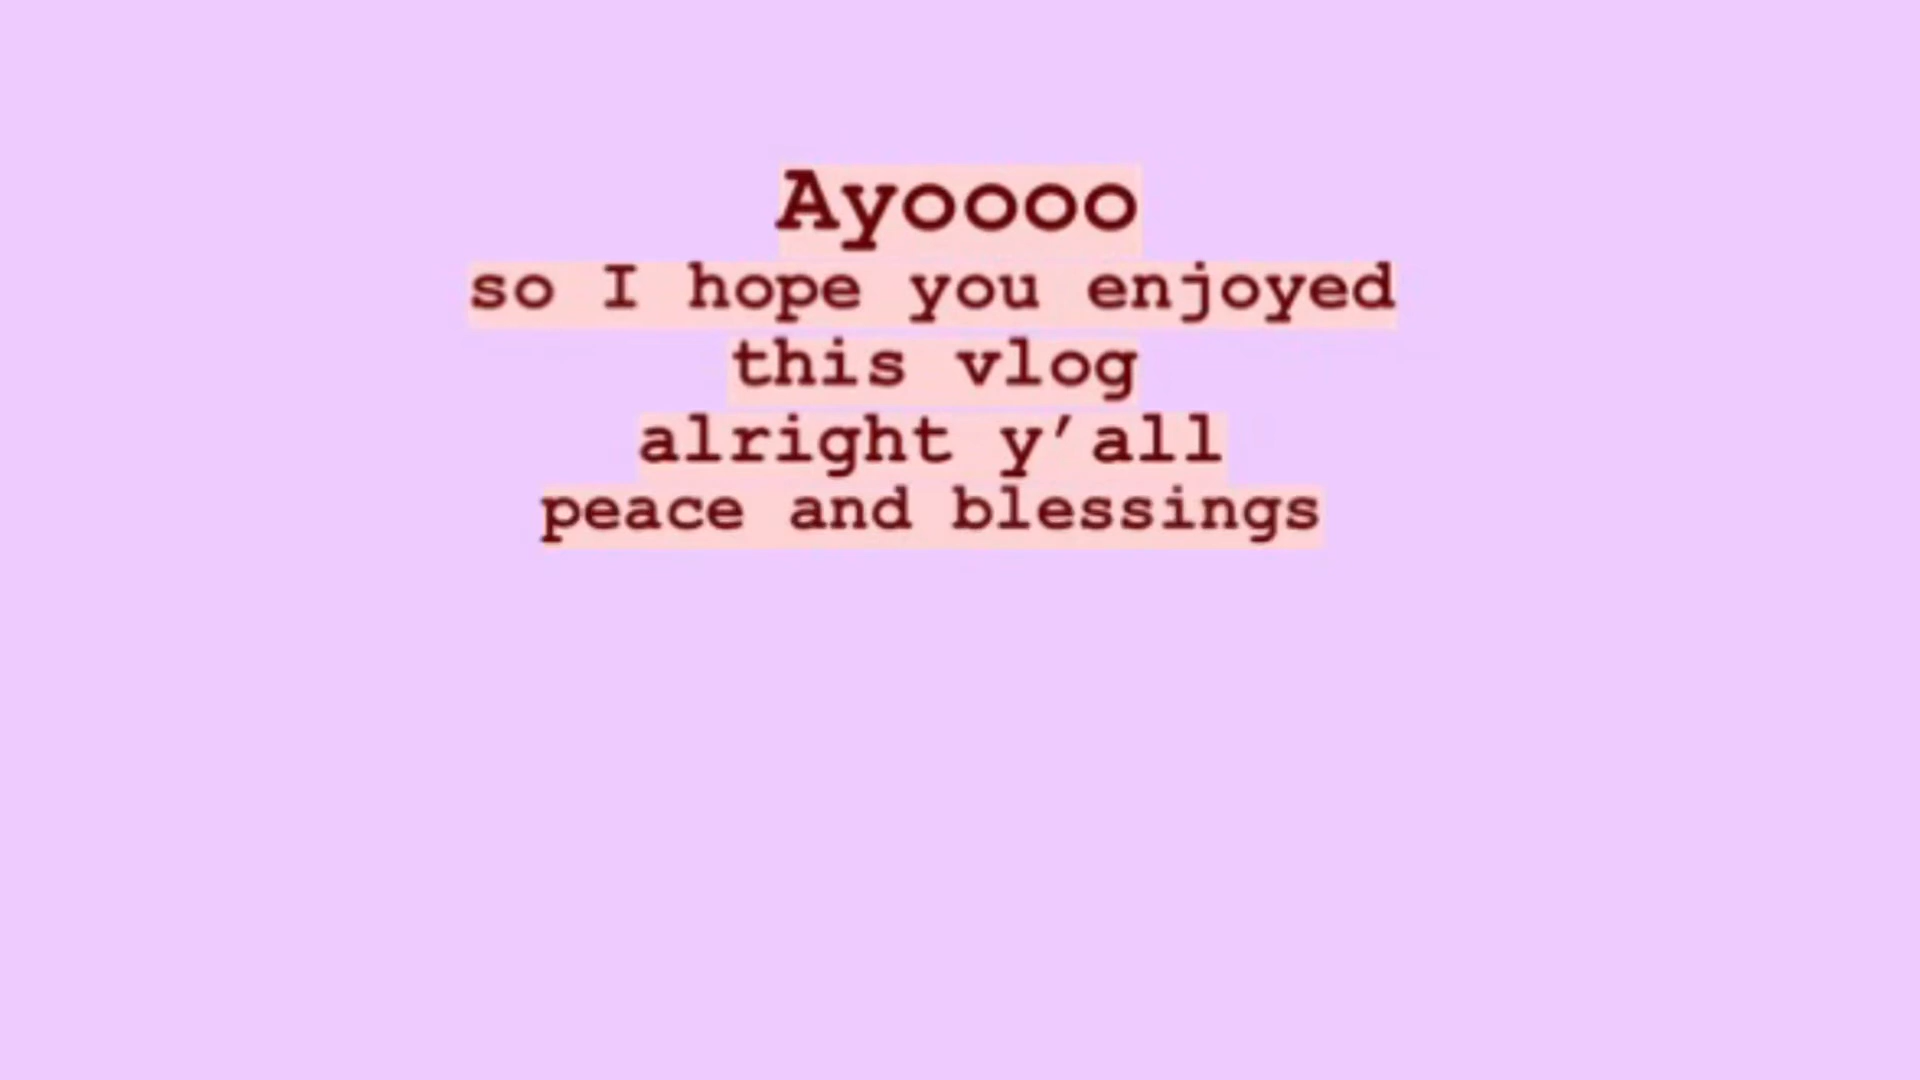 Ayoooo
so I hope you enjoyed
this vlog
alright y’all
peace and blessings